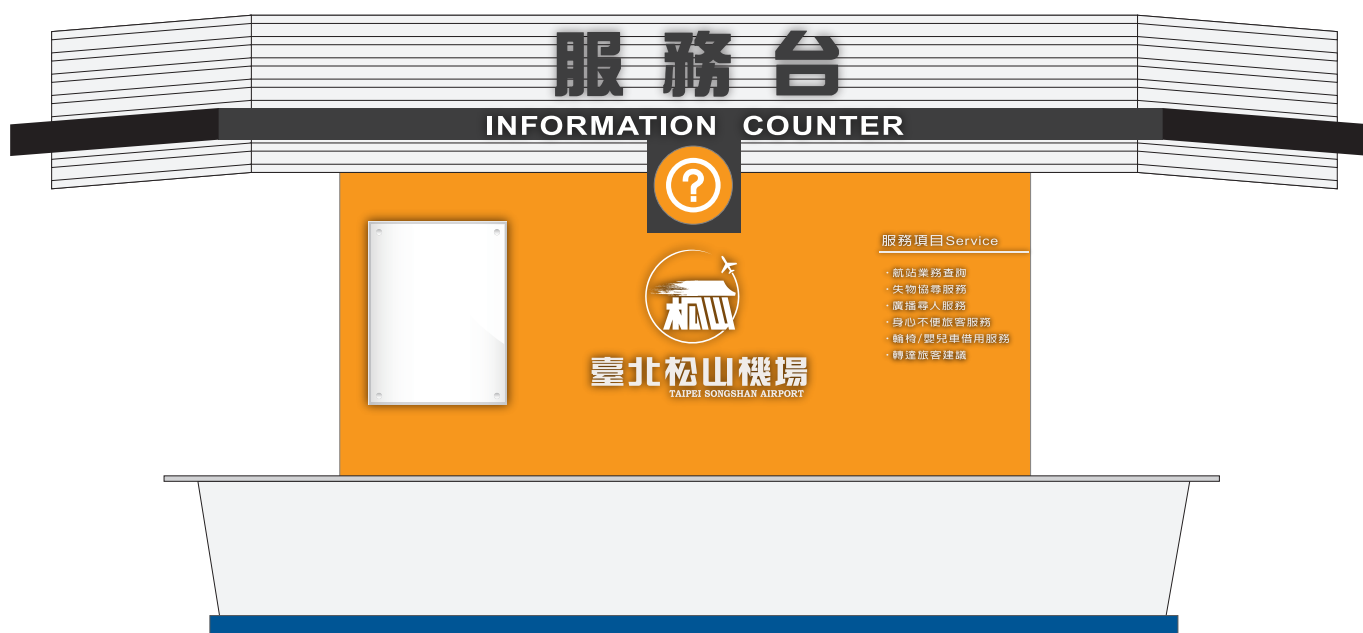 服務台
INFORMATION COUNTER
?
松山
臺北松山機場
TAIPEI SONGSHAN AIRPORT
服務項目Service
·航站業務查詢
·失物協尋服務
·廣播尋人服務
·身心不便旅客服務
·輪椅/嬰兒車借用服務
·轉達旅客建議